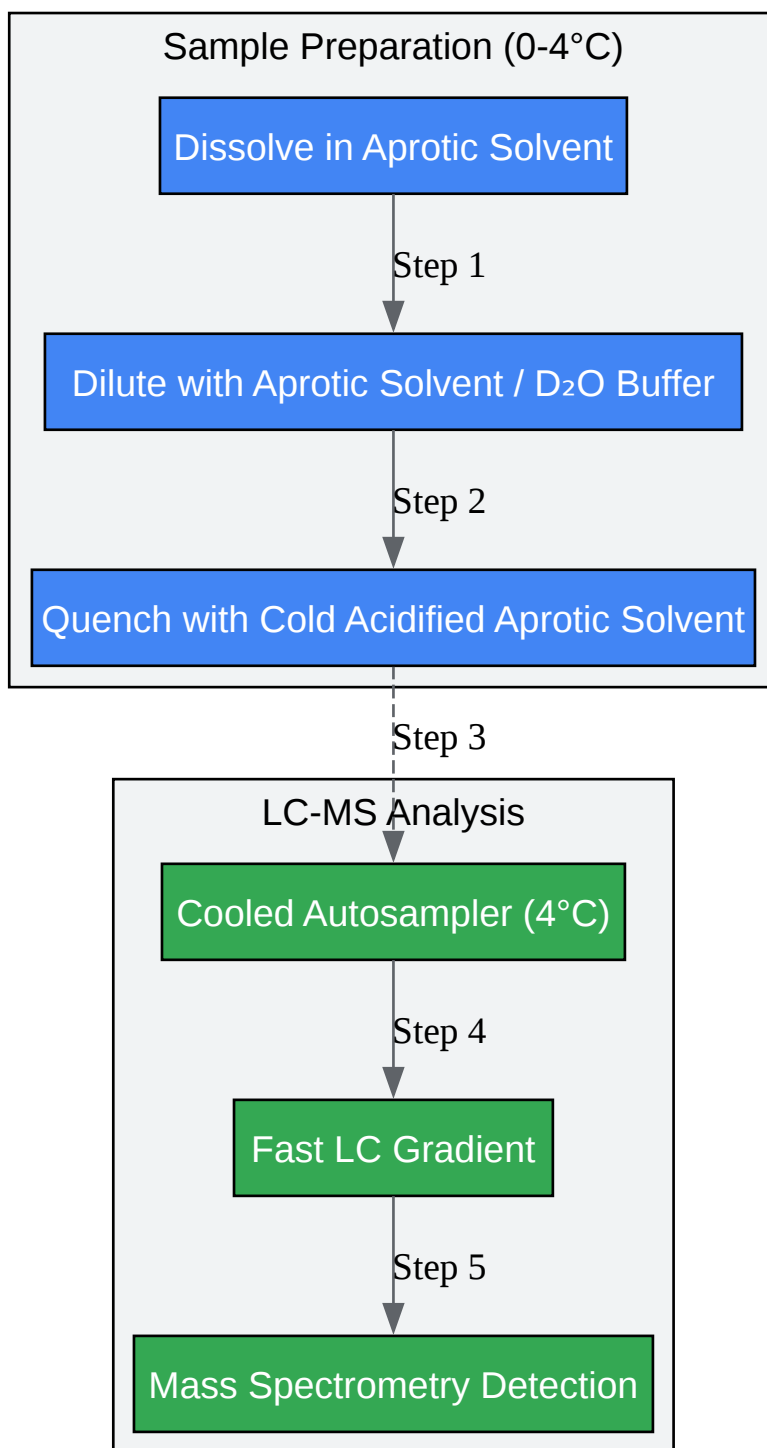 Sample Preparation (0-4°C)
Dissolve in Aprotic Solvent
Step 1
Dilute with Aprotic Solvent / D₂O Buffer
Step 2
Quench with Cold Acidified Aprotic Solvent
Step 3
LC-MS Analysis
Cooled Autosampler (4°C)
Step 4
Fast LC Gradient
Step 5
Mass Spectrometry Detection